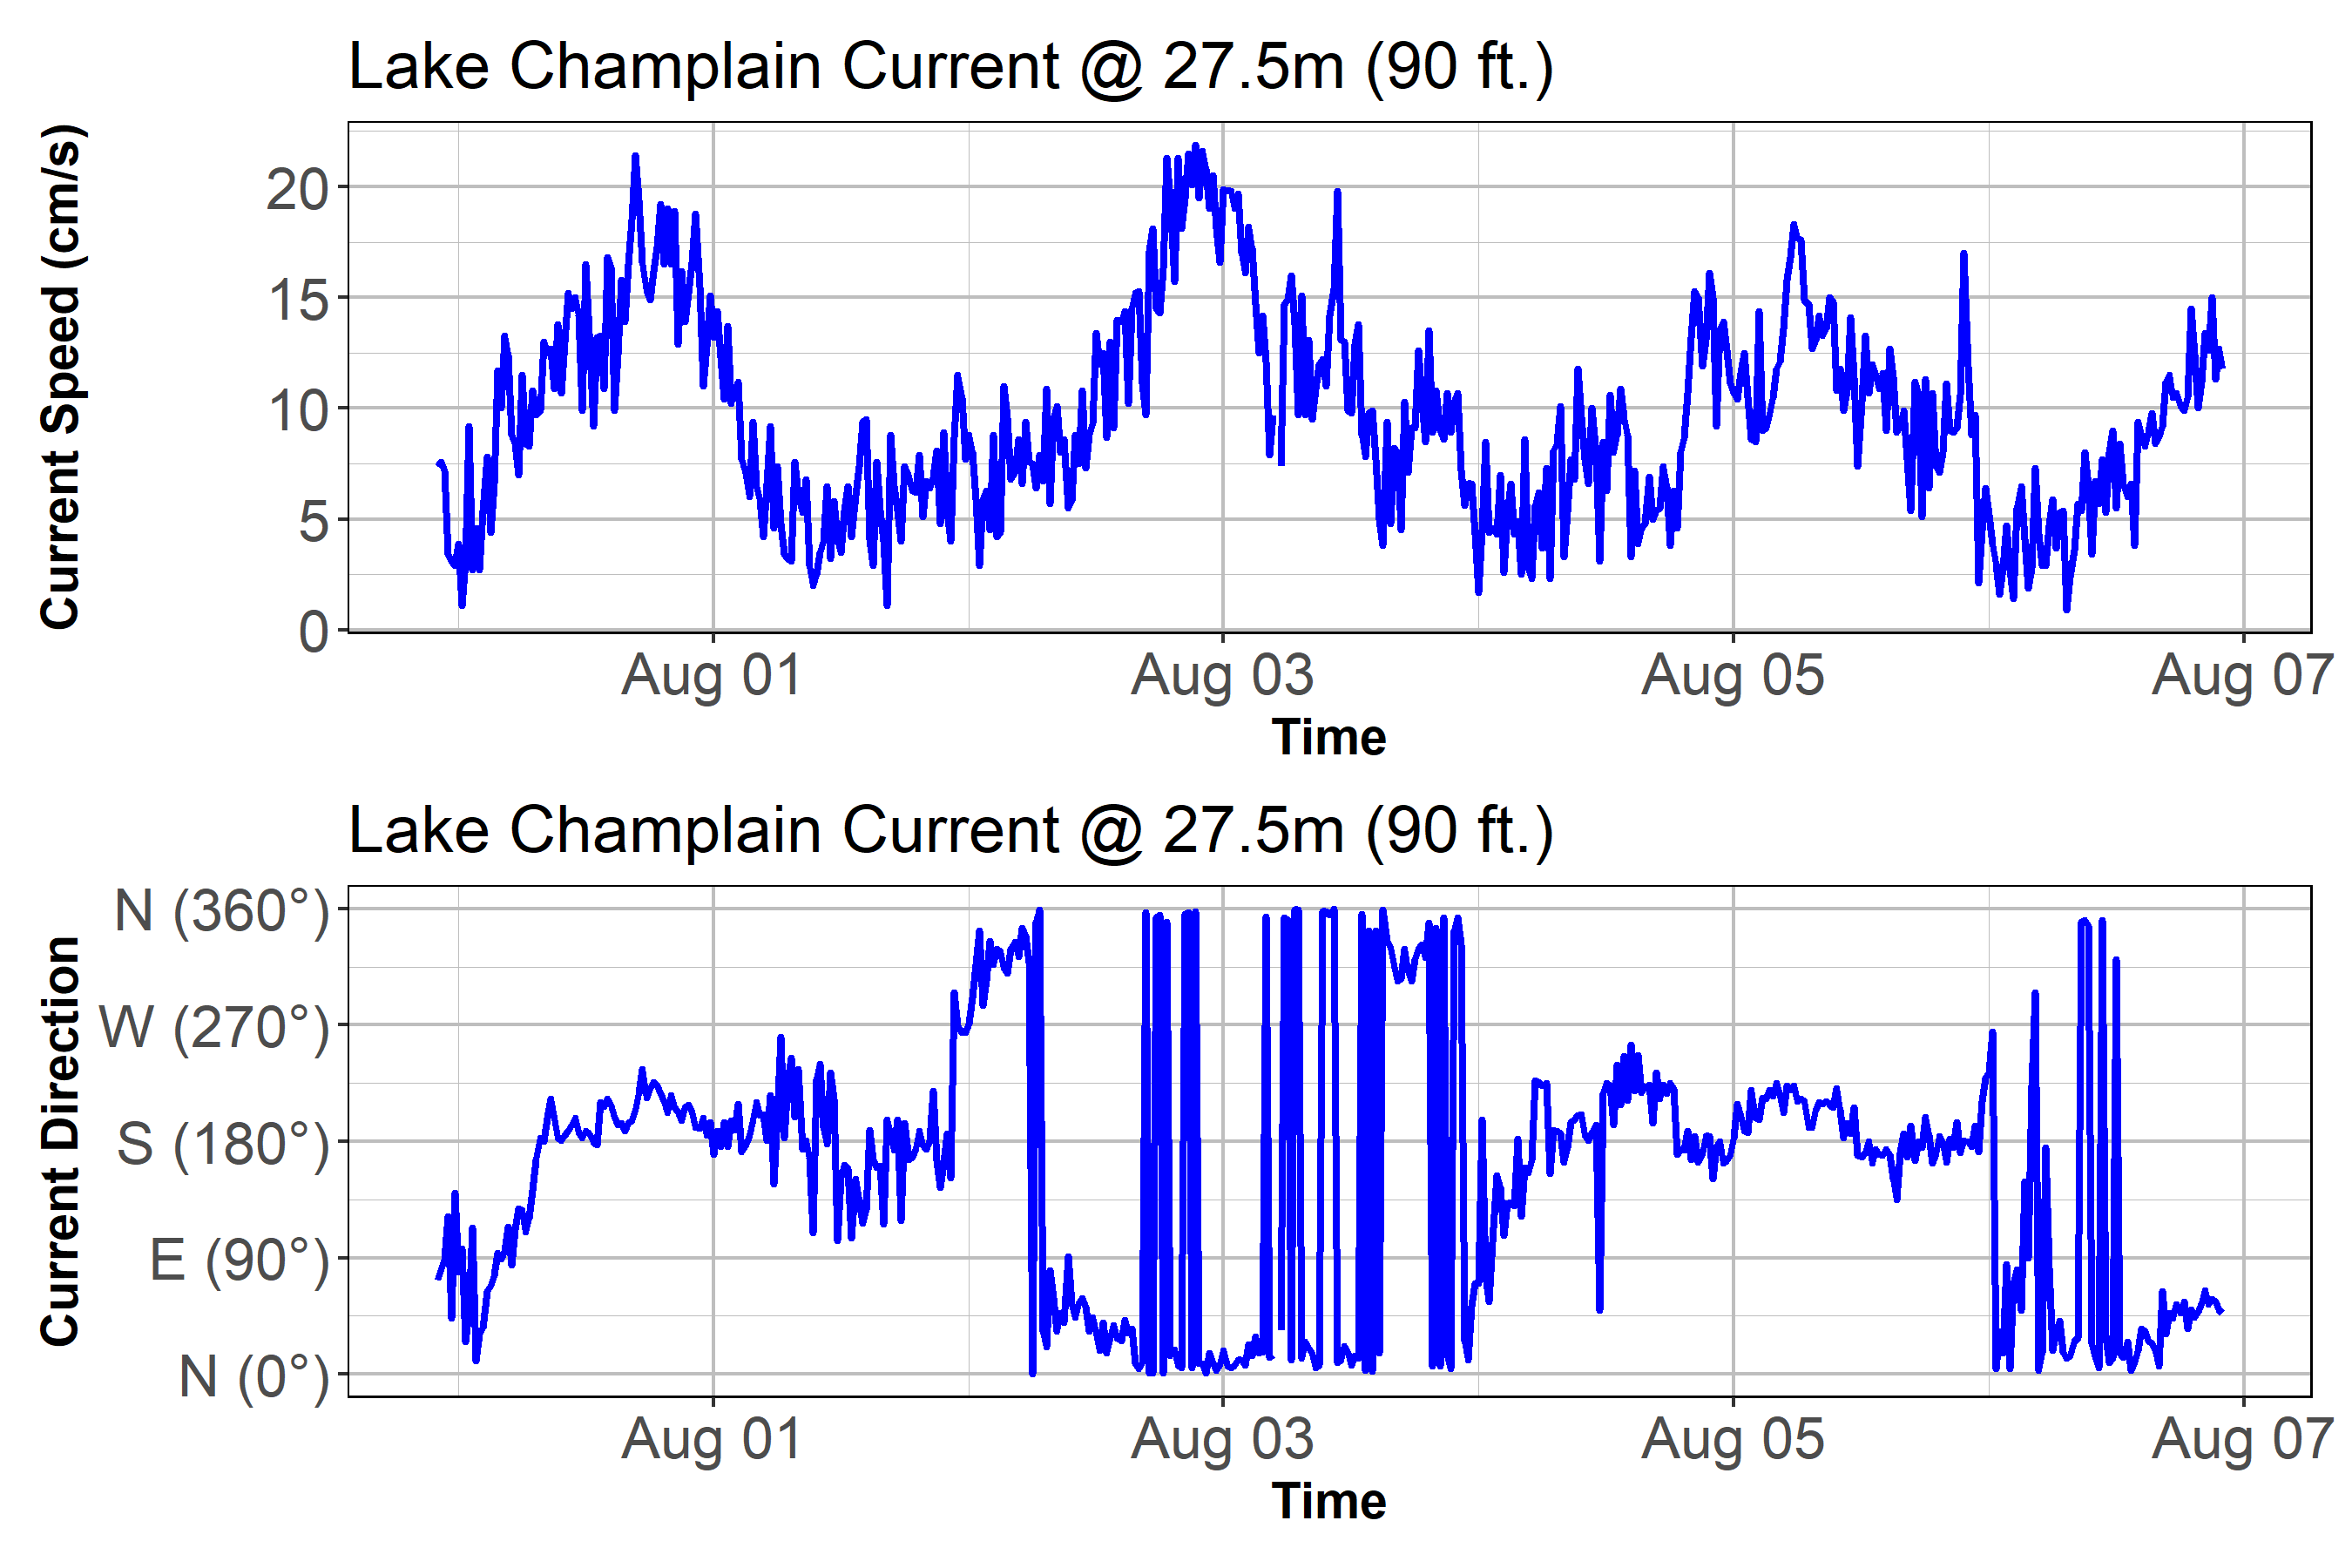 Lake Champlain Current @ 27.5m (90 ft.)
Current Speed (cm/s)
20
15
10
5
0
Aug 01 Aug 03 Aug 05 Aug 07
Time
Lake Champlain Current @ 27.5m (90 ft.)
Current Direction
N (360°)
W (270°)
S (180°)
E (90°)
N (0°)
Aug 01 Aug 03 Aug 05 Aug 07
Time